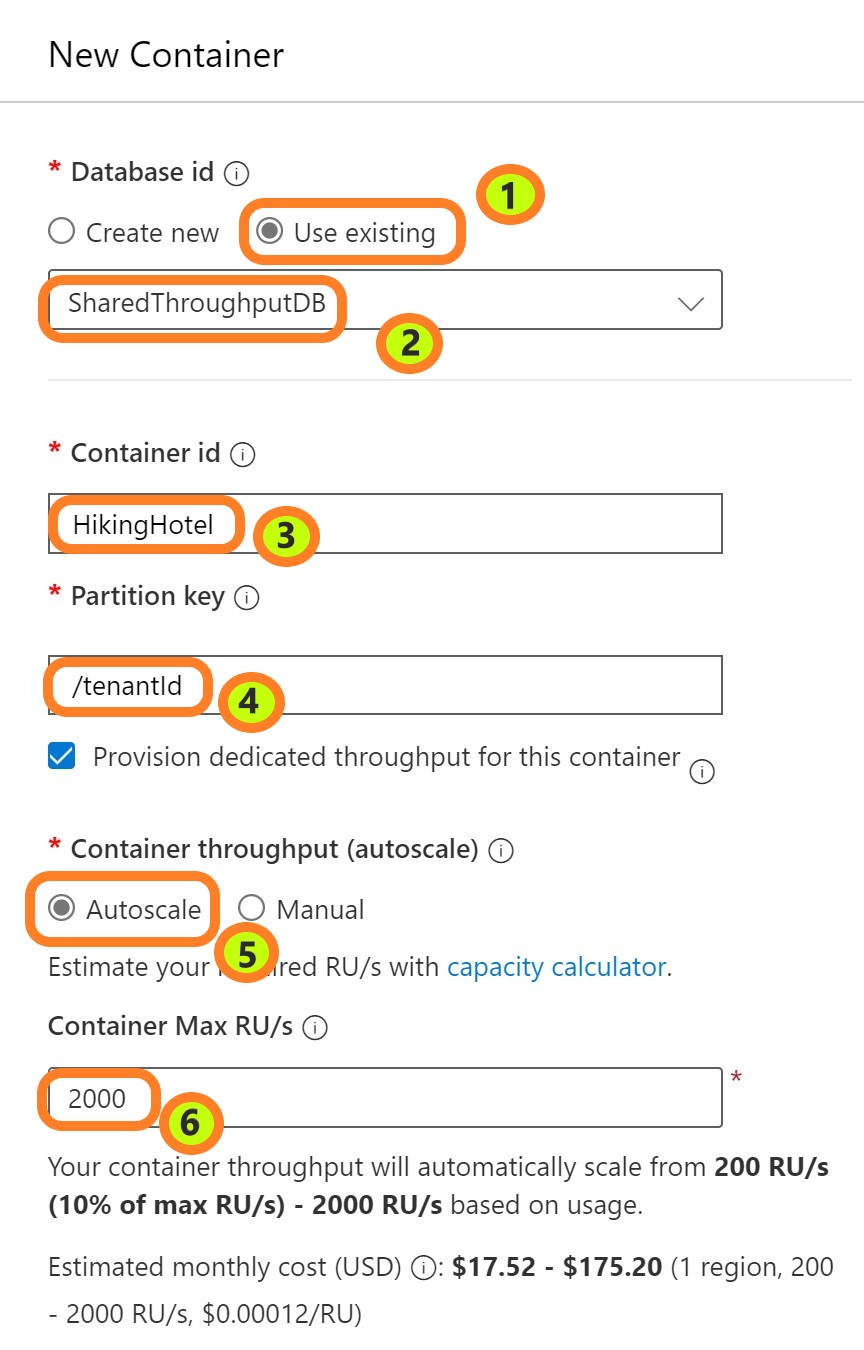 New Container
* Database id
1
Create new Use existing
SharedThroughputDB
2
* Container id
HikingHotel
3
* Partition key
/tenantId
4
Provision dedicated throughput for this container
* Container throughput (autoscale)
Autoscale Manual
5
Estimate your RU/s with capacity calculator.
Container Max RU/s
2000 *
6
Your container throughput will automatically scale from 200 RU/s
(10% of max RU/s) - 2000 RU/s based on usage.
Estimated monthly cost (USD) : $17.52 - $175.20 (1 region, 200
- 2000 RU/s, $0.00012/RU)